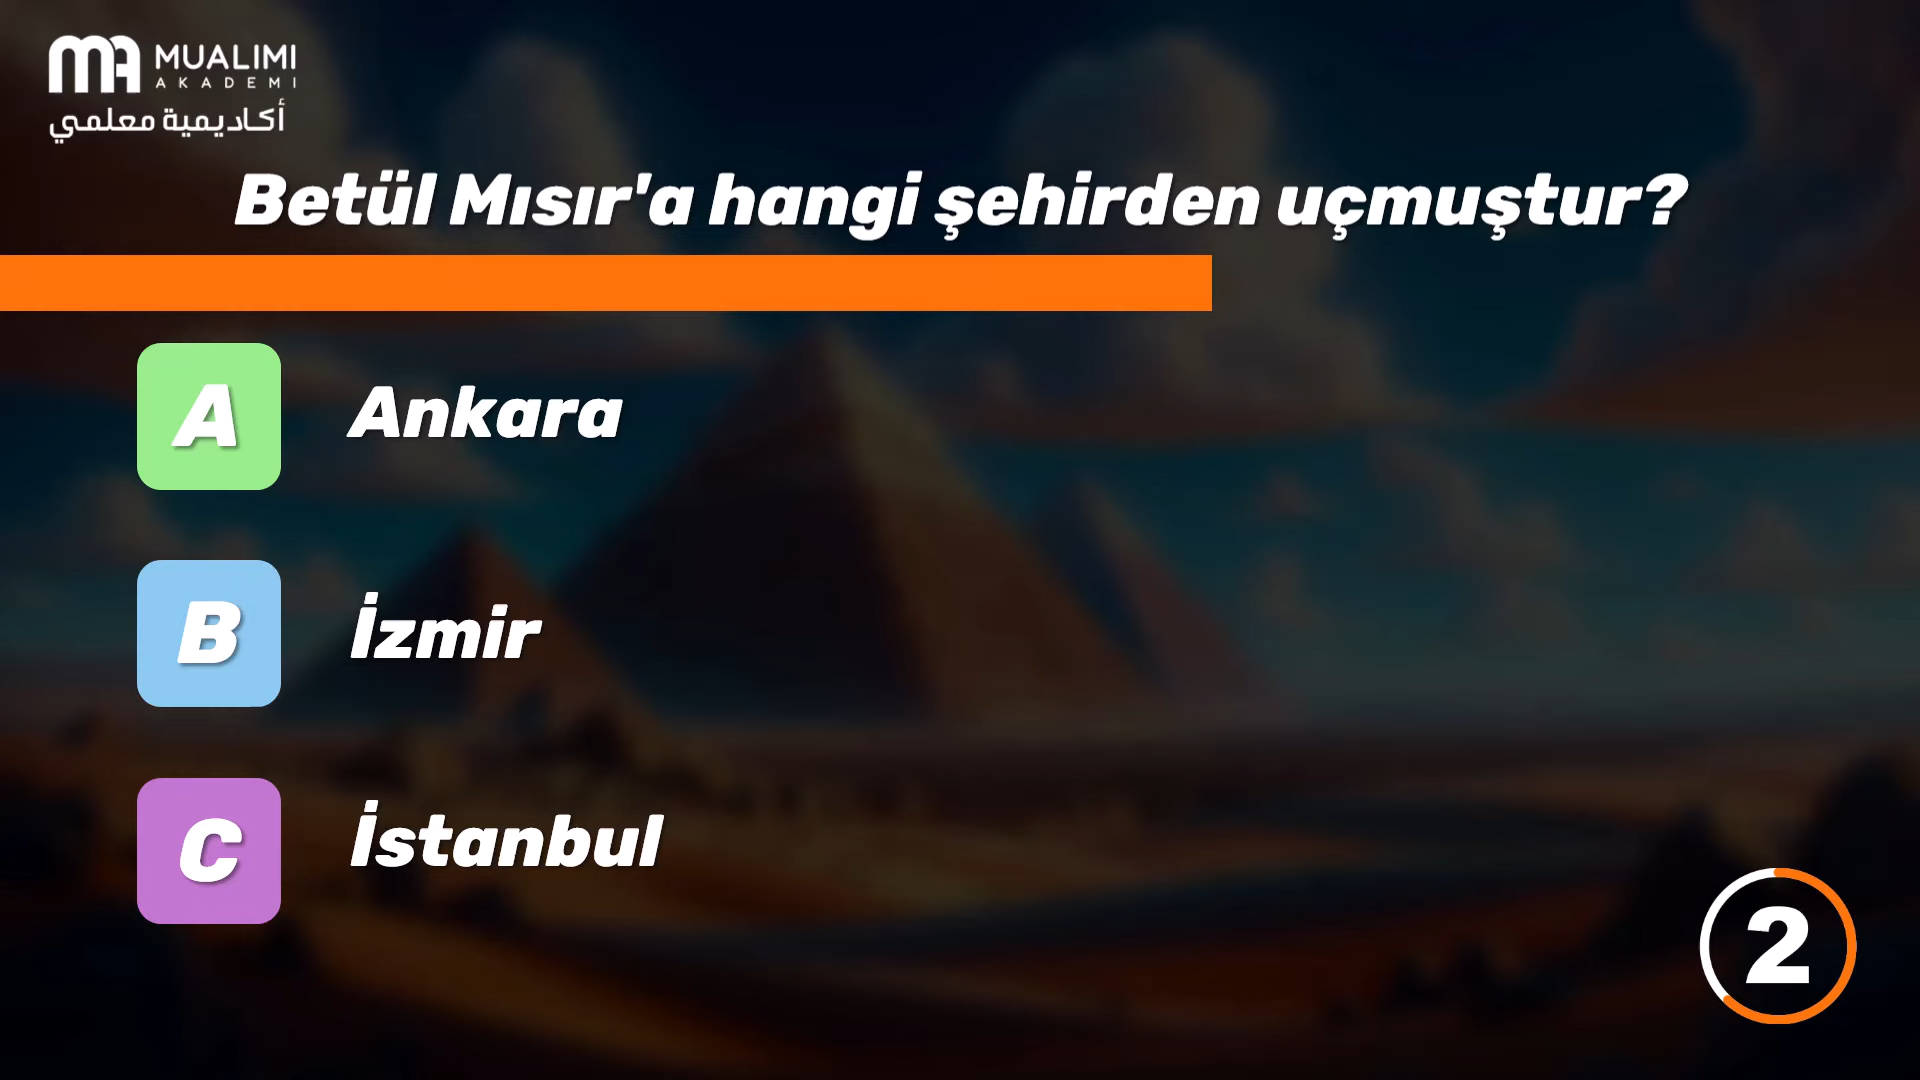 MUALIMI
AKADEMI
أكاديمية معلمي
Betül Mısır'a hangi şehirden uçmuştur?
A Ankara
B İzmir
C İstanbul
2